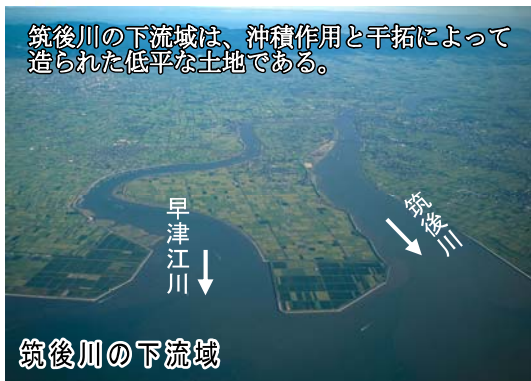 筑後川の下流域は、沖積作用と干拓によって
造られた低平な土地である。
早津江川
筑後川
筑後川の下流域